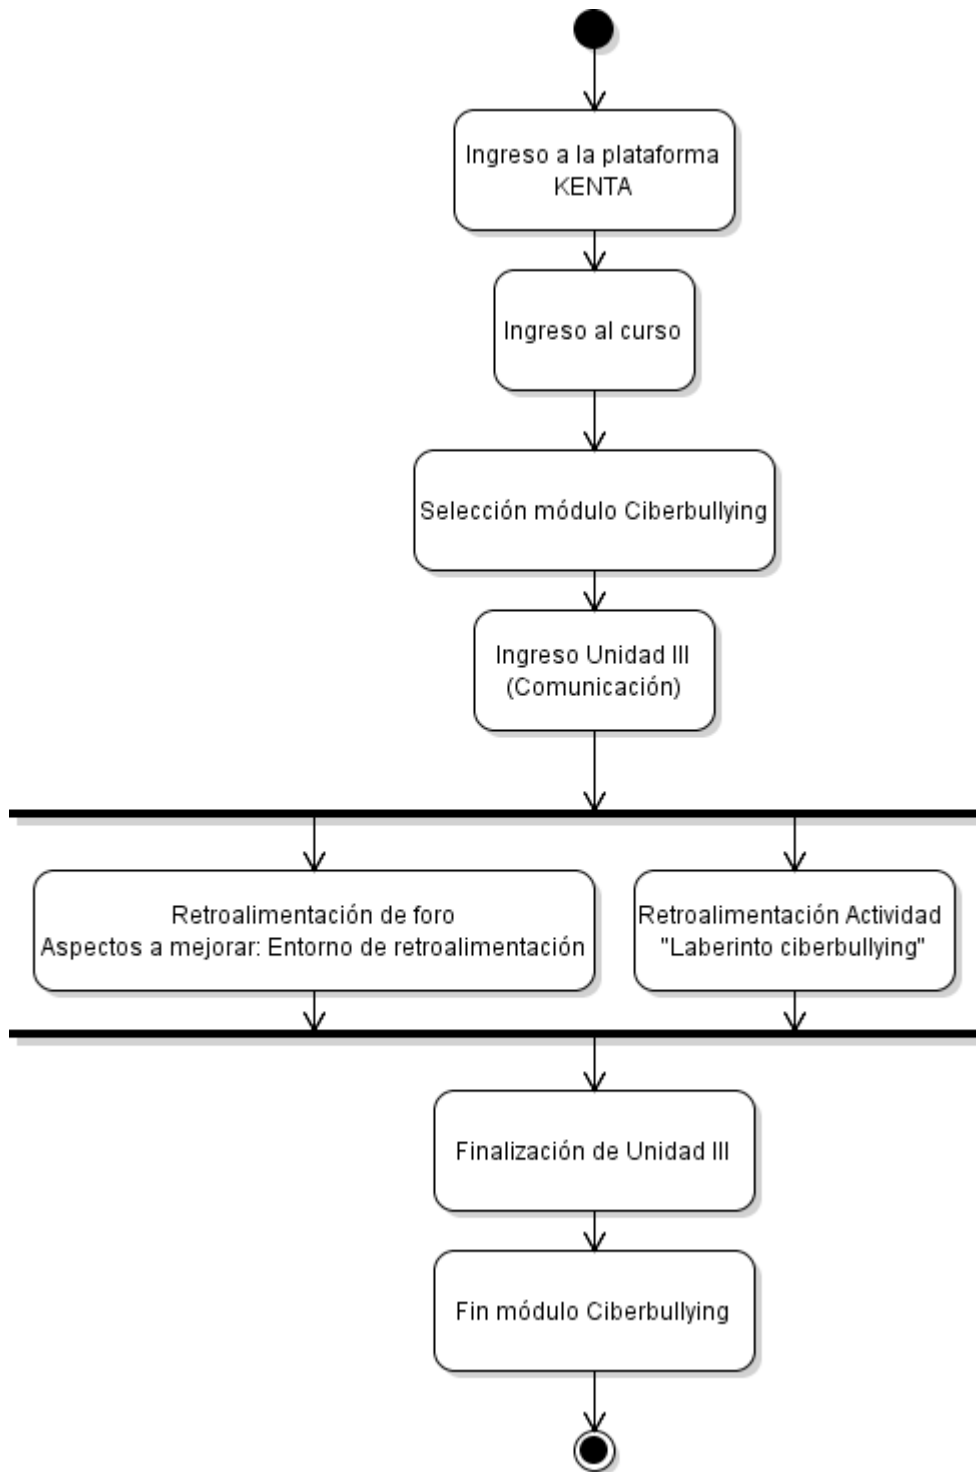 Ingreso a la plataforma
KENTA
Ingreso al curso
Selección módulo Ciberbullying
Ingreso Unidad III
(Comunicación)
Retroalimentación de foro
Aspectos a mejorar: Entorno de retroalimentación
Retroalimentación Actividad
"Laberinto ciberbullying"
Finalización de Unidad III
Fin módulo Ciberbullying